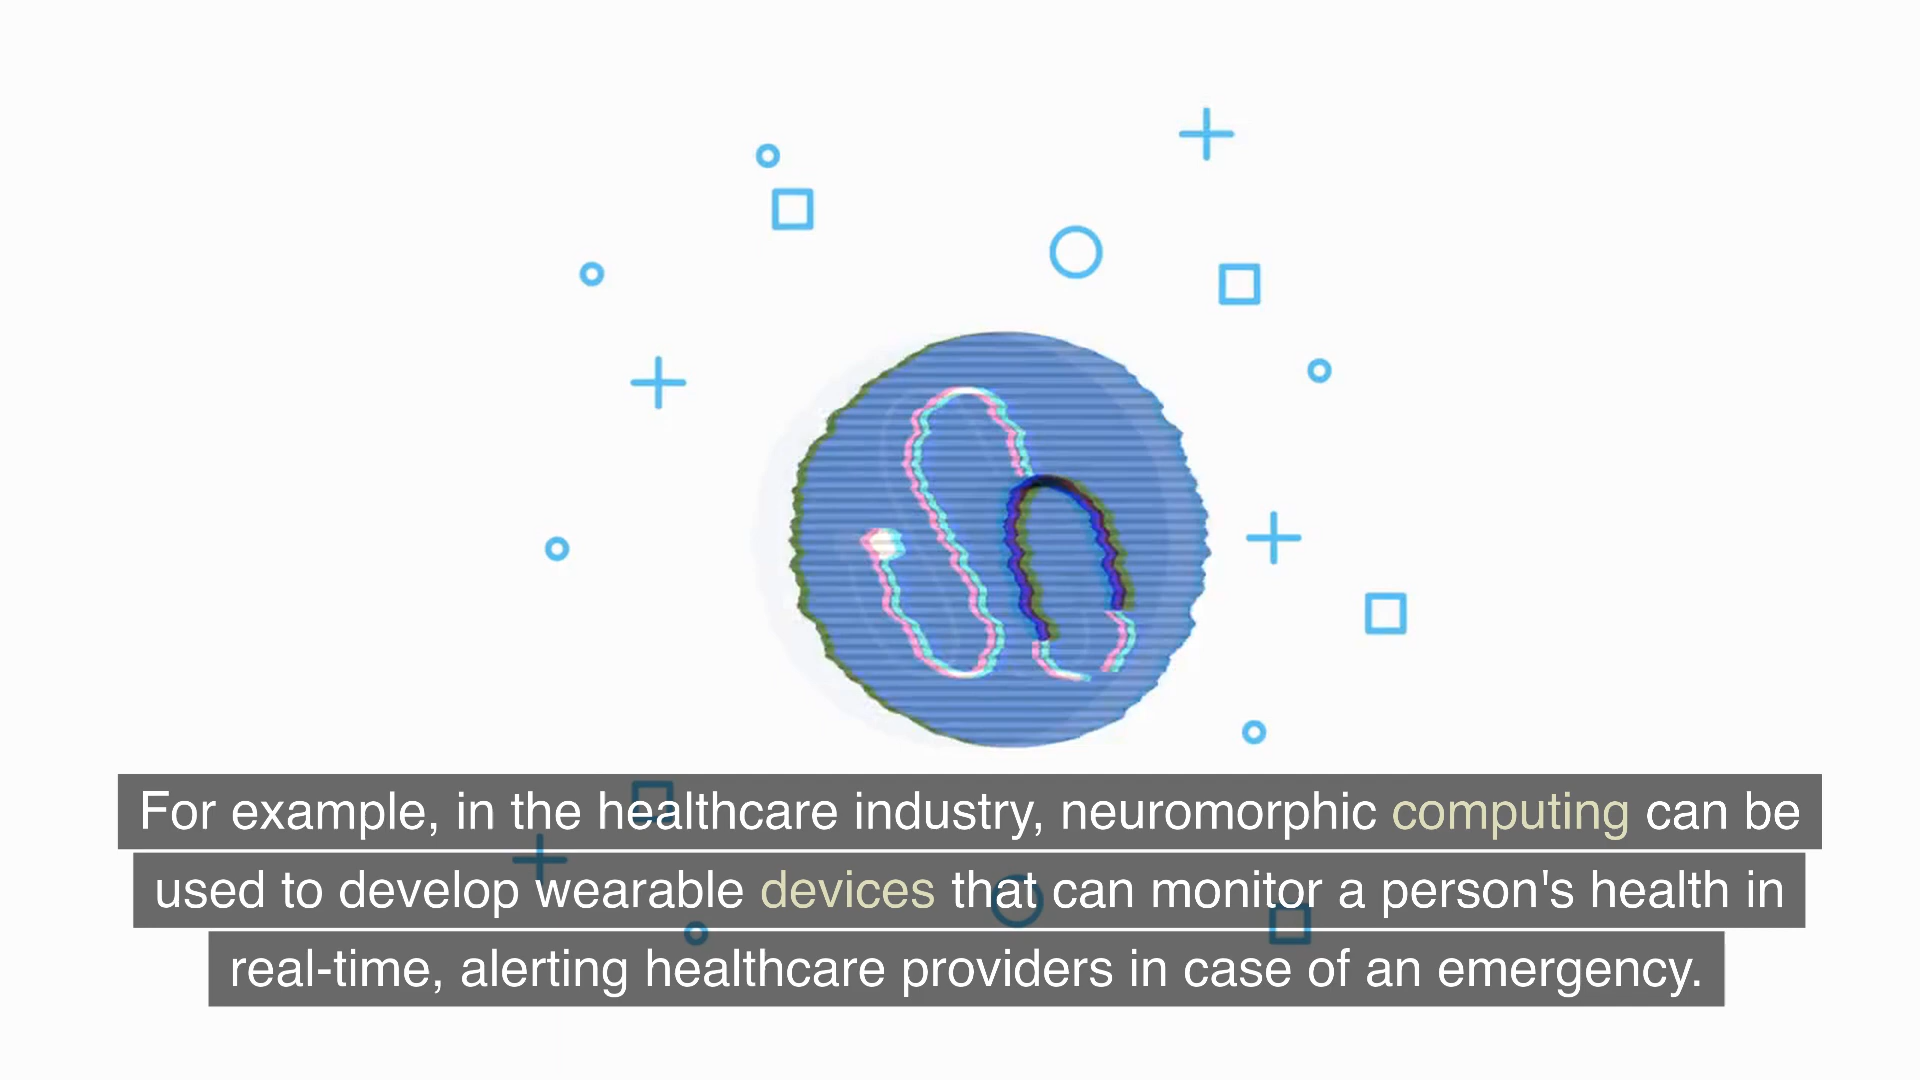 For example, in the healthcare industry, neuromorphic computing can be
used to develop wearable devices that can monitor a person's health in
real-time, alerting healthcare providers in case of an emergency.